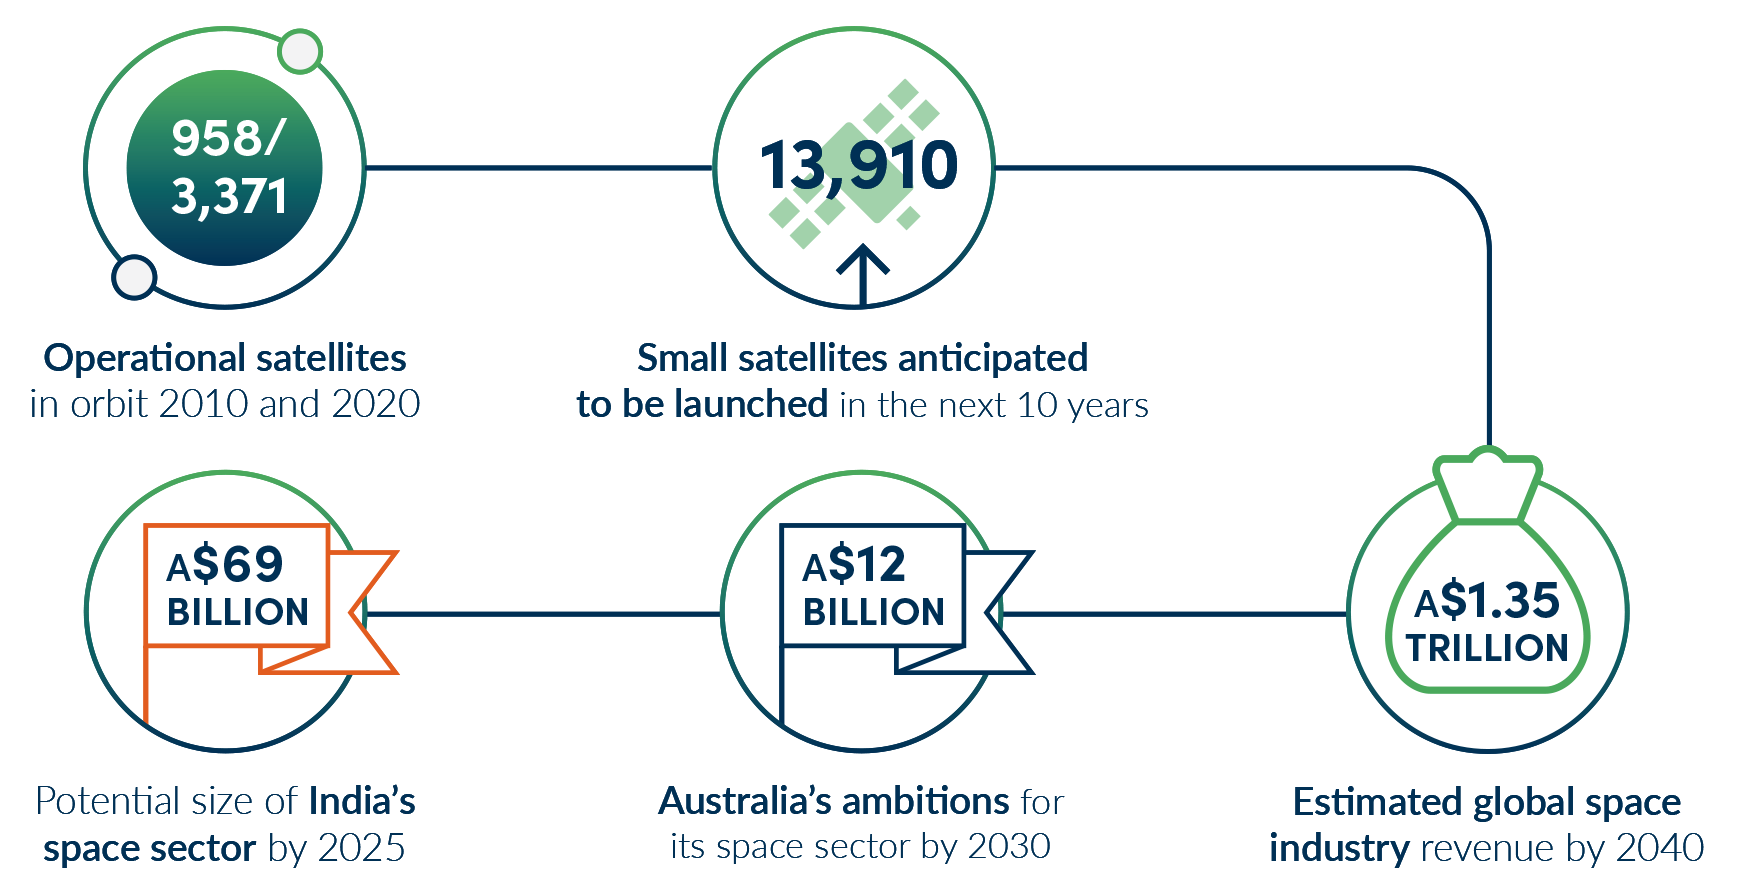 958/
3,371
Operational satellites
in orbit 2010 and 2020
13,910
Small satellites anticipated
to be launched in the next 10 years
A$69
BILLION
Potential size of India’s
space sector by 2025
A$12
BILLION
Australia’s ambitions for
its space sector by 2030
A$1.35
TRILLION
Estimated global space
industry revenue by 2040